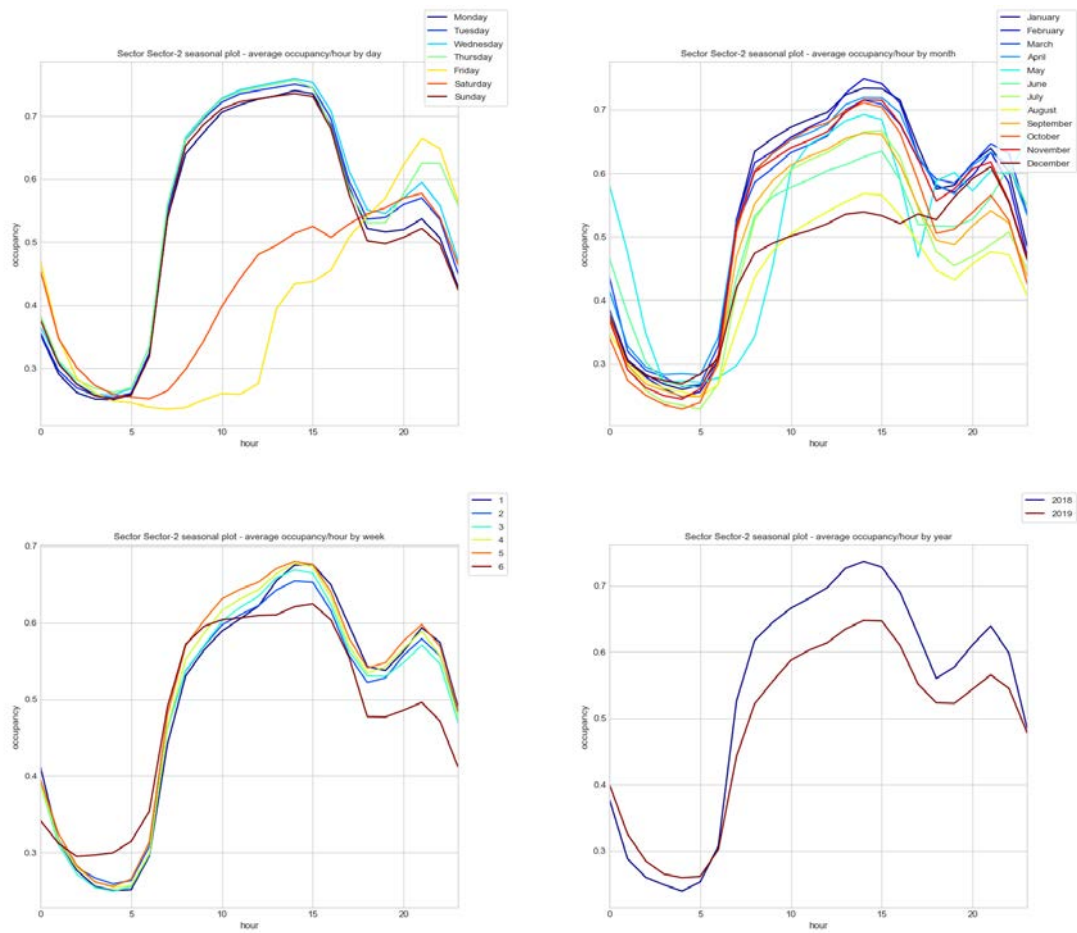 Monday
Tuesday
Wednesday
Thursday
Friday
Saturday
Sunday
Sector Sector-2 seasonal plot - average occupancy/hour by day
occupancy
0.7
0.6
0.5
0.4
0.3
0
5
10
15
20
hour
January
February
March
April
May
June
July
August
September
October
November
December
Sector Sector-2 seasonal plot - average occupancy/hour by month
occupancy
0.7
0.6
0.5
0.4
0.3
0
5
10
15
20
hour
1
2
3
4
5
6
Sector Sector-2 seasonal plot - average occupancy/hour by week
occupancy
0.7
0.6
0.5
0.4
0.3
0
5
10
15
20
hour
2018
2019
Sector Sector-2 seasonal plot - average occupancy/hour by year
occupancy
0.7
0.6
0.5
0.4
0.3
0
5
10
15
20
hour